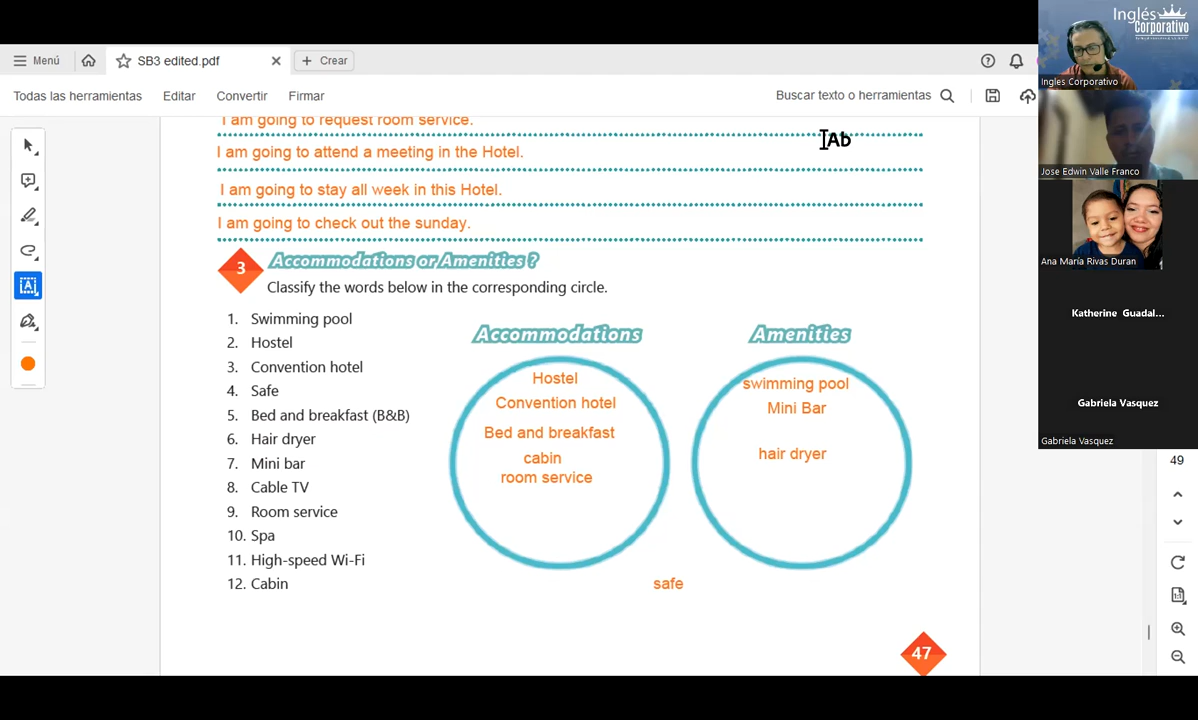 Menú
SB3 edited.pdf
Crear
Todas las herramientas
Editar
Convertir
Firmar
Buscar texto o herramientas
I am going to request room service.
I am going to attend a meeting in the Hotel.
I am going to stay all week in this Hotel.
I am going to check out the sunday.
Ab
3
Accommodations or Amenities ?
Classify the words below in the corresponding circle.
1. Swimming pool
2. Hostel
3. Convention hotel
4. Safe
5. Bed and breakfast (B&B)
6. Hair dryer
7. Mini bar
8. Cable TV
9. Room service
10. Spa
11. High-speed Wi-Fi
12. Cabin
Accommodations
Hostel
Convention hotel
Bed and breakfast
cabin
room service
Amenities
swimming pool
Mini Bar
hair dryer
safe
47
Inglés
Corporativo
Ingles Corporativo
Jose Edwin Valle Franco
Ana María Rivas Duran
Katherine Guadal...
Gabriela Vasquez
Gabriela Vasquez
49